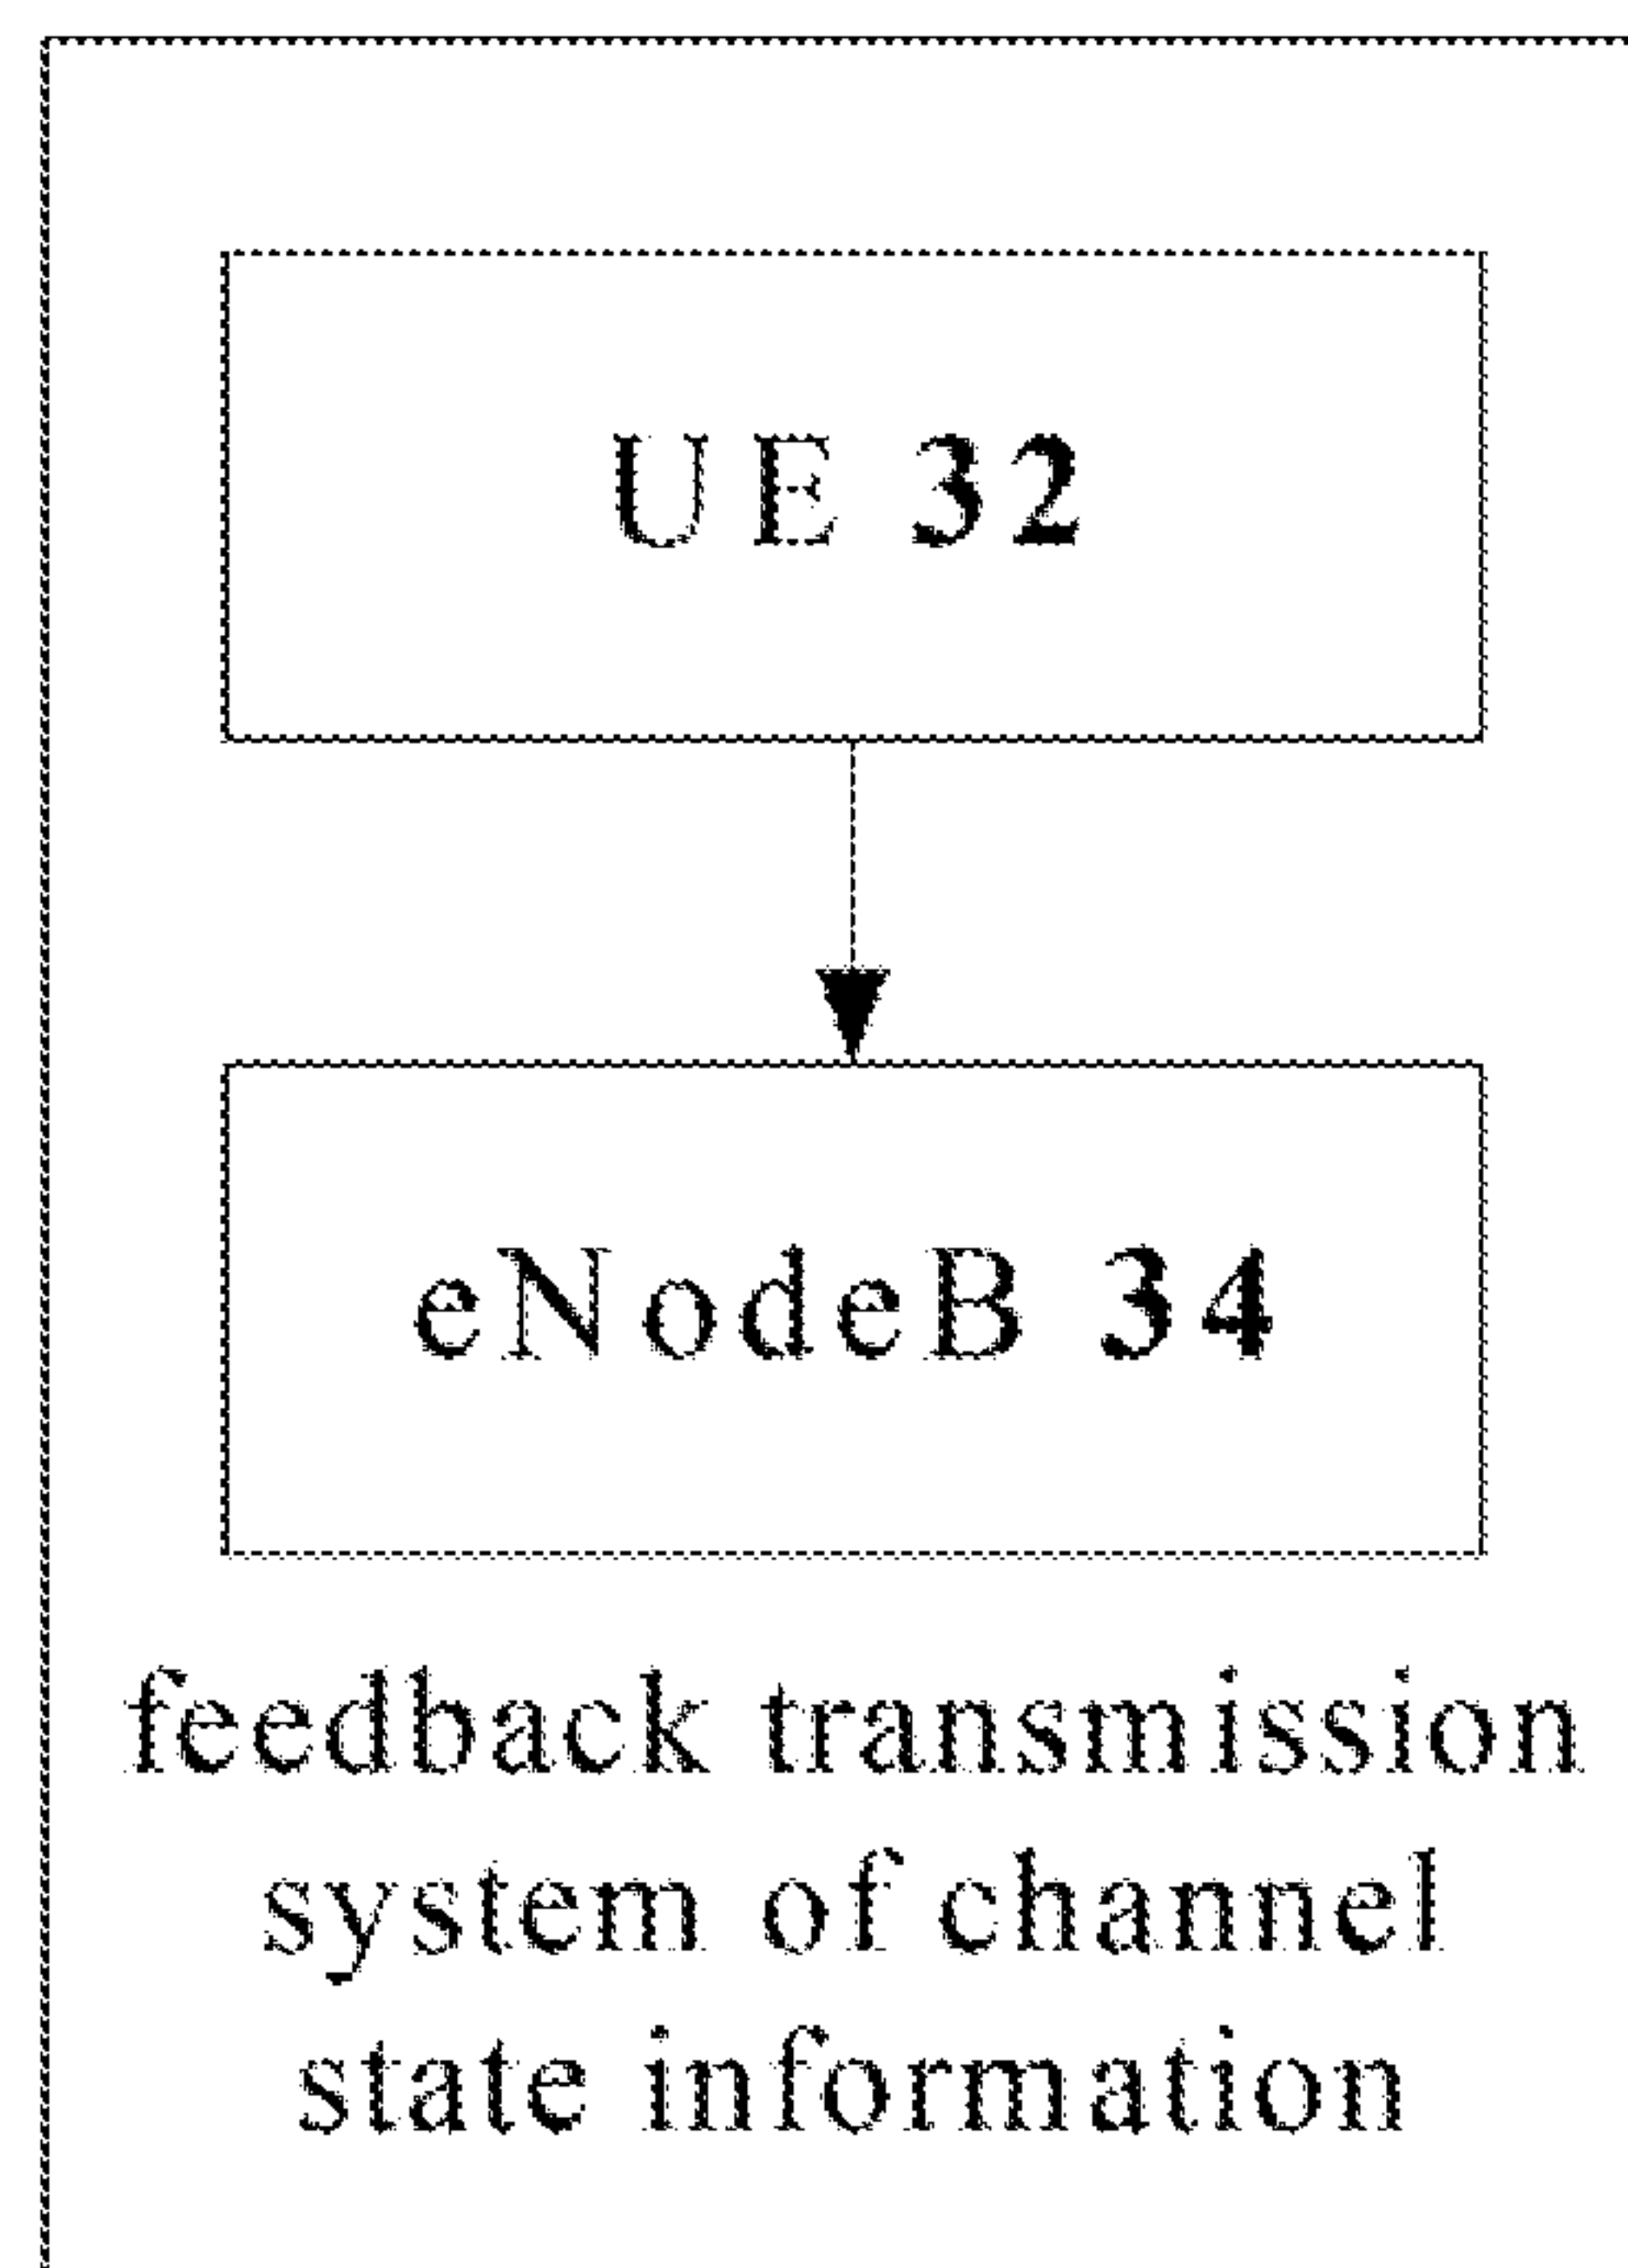 UE 32
eNodeB 34
feedback transmission
system of channel
state information